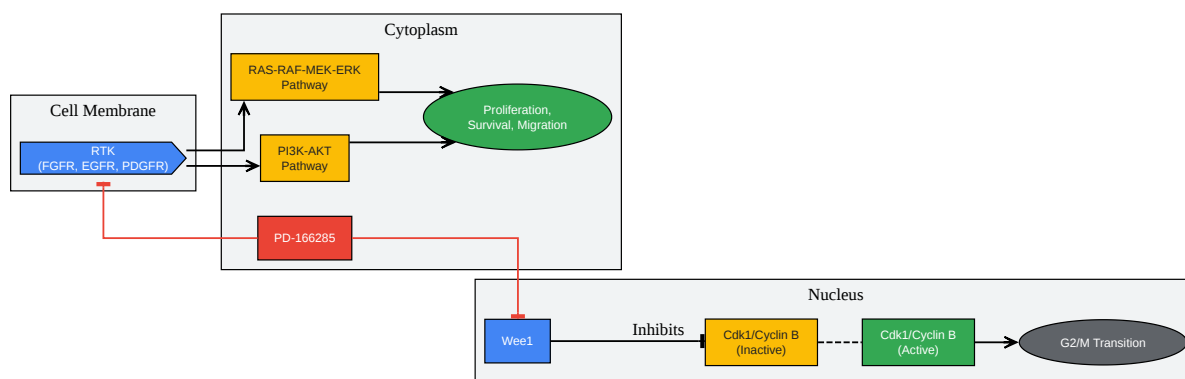 Cytoplasm
RAS-RAF-MEK-ERK
Pathway
Cell Membrane
Proliferation,
Survival, Migration
RTK
(FGFR, EGFR, PDGFR)
PI3K-AKT
Pathway
PD-166285
Nucleus
Wee1
Inhibits
Cdk1/Cyclin B
(Inactive)
Cdk1/Cyclin B
(Active)
G2/M Transition